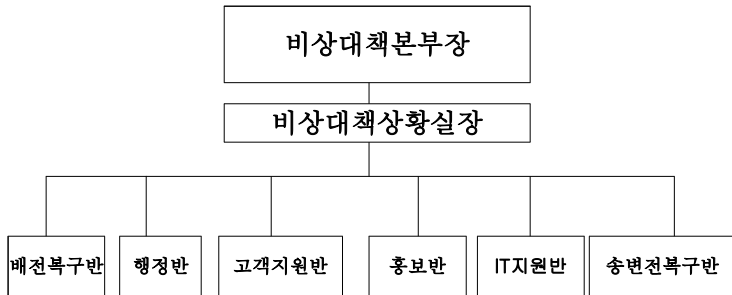 비상대책본부장
비상대책상황실장
배전복구반
행정반
고객지원반
홍보반
IT지원반
송변전복구반